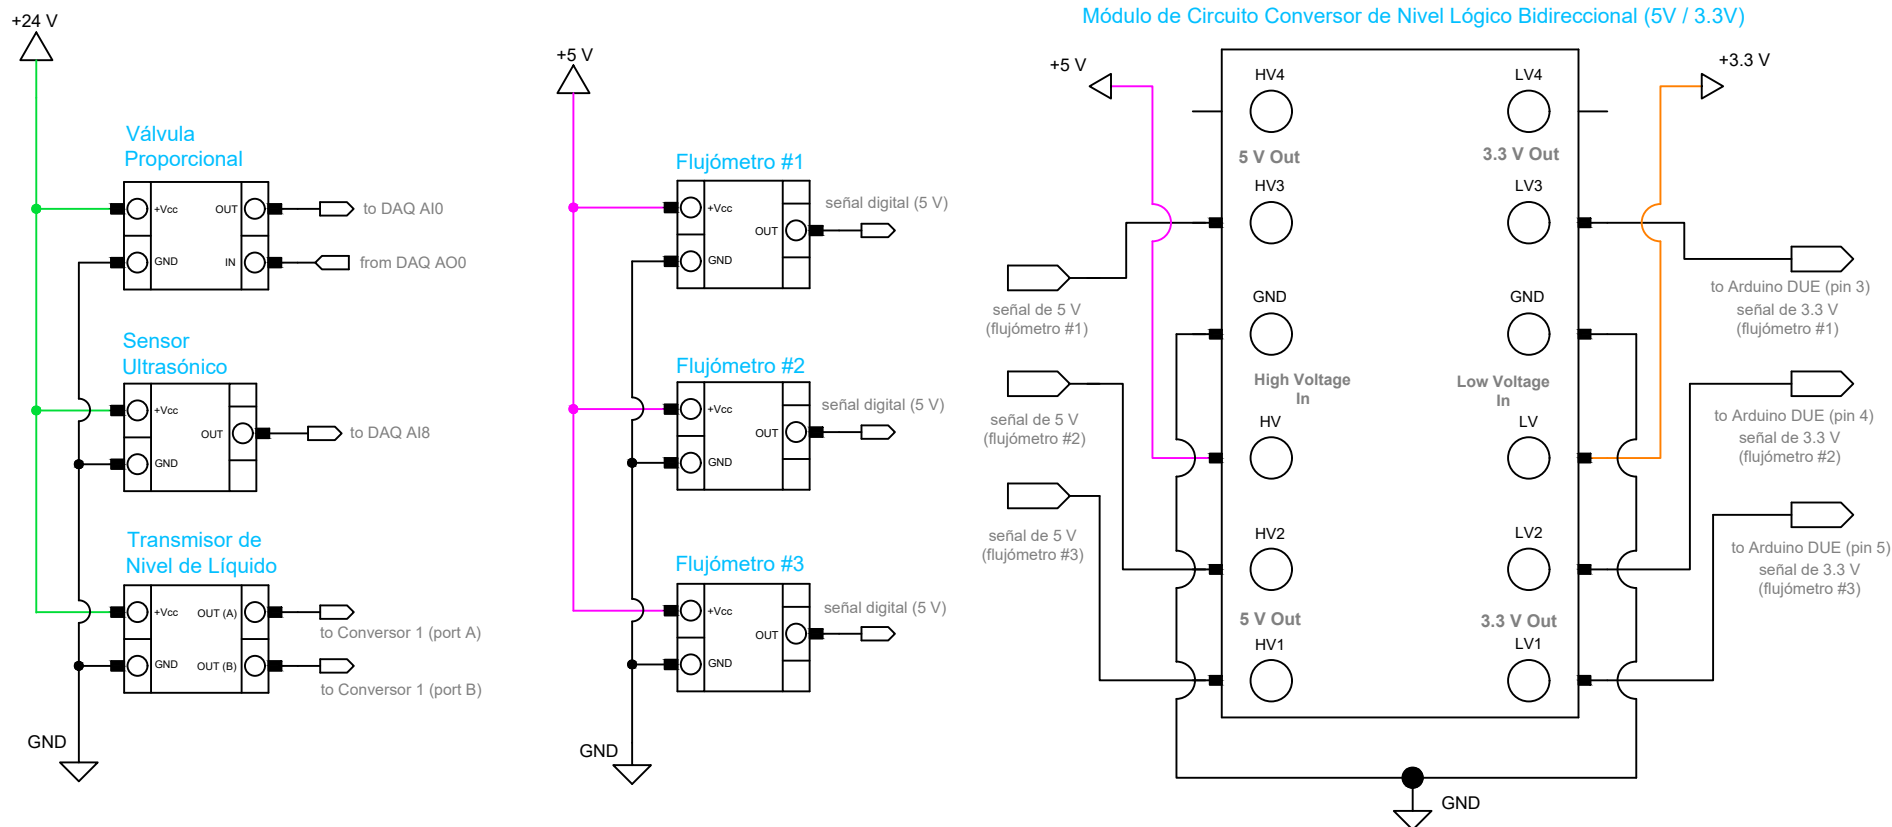 +24 V
Válvula
Proporcional
+Vcc
OUT
to DAQ AI0
GND
IN
from DAQ AO0
Sensor
Ultrasónico
+Vcc
OUT
to DAQ AI8
GND
Transmisor de
Nivel de Líquido
+Vcc
OUT (A)
to Conversor 1 (port A)
GND
OUT (B)
to Conversor 1 (port B)
GND
+5 V
Flujómetro #1
+Vcc
OUT
señal digital (5 V)
GND
Flujómetro #2
+Vcc
OUT
señal digital (5 V)
GND
Flujómetro #3
+Vcc
OUT
señal digital (5 V)
GND
GND
Módulo de Circuito Conversor de Nivel Lógico Bidireccional (5V / 3.3V)
+5 V
+3.3 V
HV4
LV4
5 V Out
3.3 V Out
HV3
LV3
señal de 5 V
(flujómetro #1)
to Arduino DUE (pin 3)
señal de 3.3 V
(flujómetro #1)
GND
GND
High Voltage
In
Low Voltage
In
señal de 5 V
(flujómetro #2)
to Arduino DUE (pin 4)
señal de 3.3 V
(flujómetro #2)
HV
LV
señal de 5 V
(flujómetro #3)
to Arduino DUE (pin 5)
señal de 3.3 V
(flujómetro #3)
HV2
LV2
5 V Out
3.3 V Out
HV1
LV1
GND